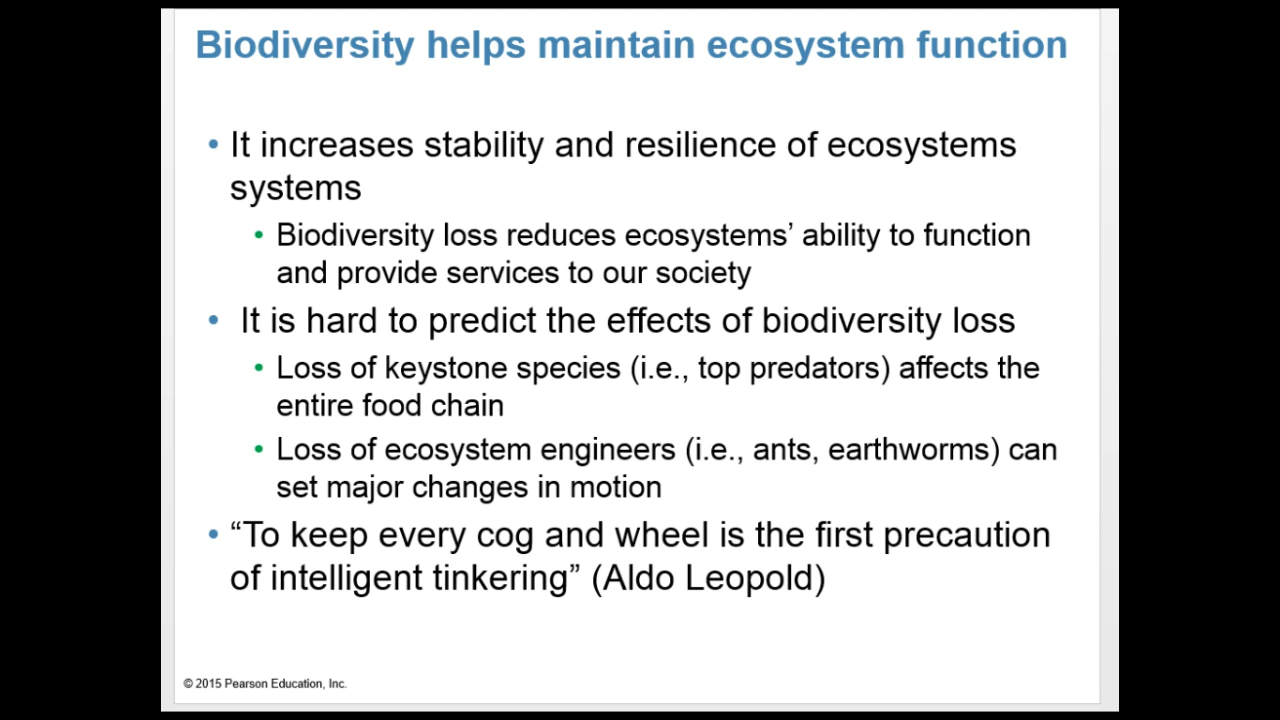 Biodiversity helps maintain ecosystem function
• It increases stability and resilience of ecosystems
systems
• Biodiversity loss reduces ecosystems’ ability to function
and provide services to our society
• It is hard to predict the effects of biodiversity loss
• Loss of keystone species (i.e., top predators) affects the
entire food chain
• Loss of ecosystem engineers (i.e., ants, earthworms) can
set major changes in motion
• “To keep every cog and wheel is the first precaution
of intelligent tinkering” (Aldo Leopold)
© 2015 Pearson Education, Inc.